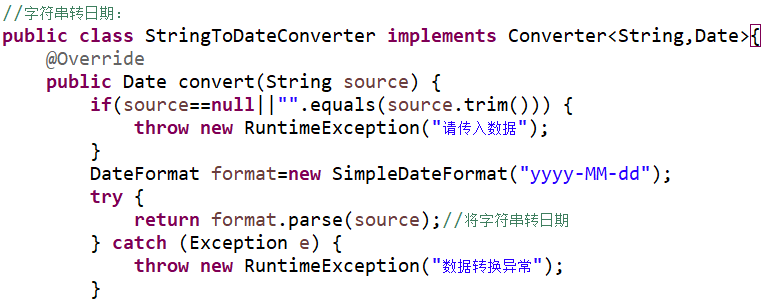 //字符串转日期：
public class StringToDateConverter implements Converter<String,Date>{
@Override
public Date convert(String source) {
if(source==null||"".equals(source.trim())) {
throw new RuntimeException("请传入数据");
}
DateFormat format=new SimpleDateFormat("yyyy-MM-dd");
try {
return format.parse(source);//将字符串转日期
} catch (Exception e) {
throw new RuntimeException("数据转换异常");
}